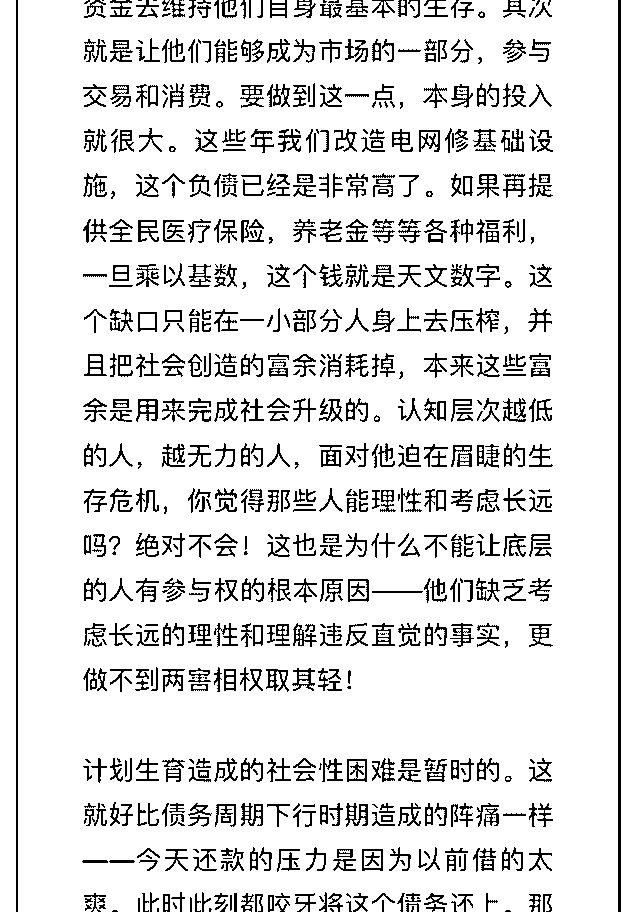 资金去维持他们自身最基本的生存。其次
就是让他们能够成为市场的一部分，参与
交易和消费。要做到这一点，本身的投入
就很大。这些年我们改造电网修基础设
施，这个负债已经是非常高了。如果再提
供全民医疗保险，养老金等等各种福利，
一旦乘以基数，这个钱就是天文数字。这
个缺口只能在一小部分人身上去压榨，并
且把社会创造的富余消耗掉，本来这些富
余是用来完成社会升级的。认知层次越低
的人，越无力的人，面对他迫在眉睫的生
存危机，你觉得那些人能理性和考虑长远
吗？绝对不会！这也是为什么不能让底层
的人有参与权的根本原因——他们缺乏考
虑长远的理性和理解违反直觉的事实，更
做不到两害相权取其轻！
计划生育造成的社会性困难是暂时的。这
就好比债务周期下行时期造成的阵痛一样
——今天还款的压力是因为以前借的太
爽。此时此刻都咬牙将这个债务还上。那